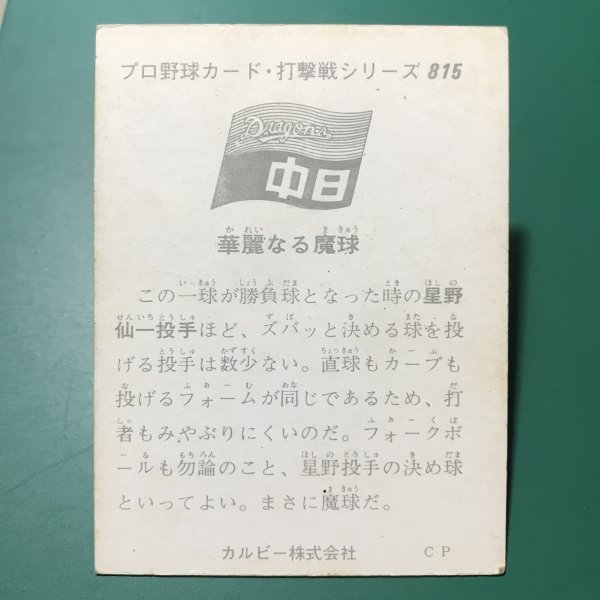 プロ野球カード・打撃戦シリーズ 815
Dragons
中日
華麗なる魔球
この一球が勝負球となった時の星野
仙一投手ほど、ズバッと決める球を投
げる投手は数少ない。直球もカーブも
投げるフォームが同じであるため、打
者もみやぶりにくいのだ。フォークボ
ールも勿論のこと、星野投手の決め球
といってよい。まさに魔球だ。
カルビー株式会社 CP